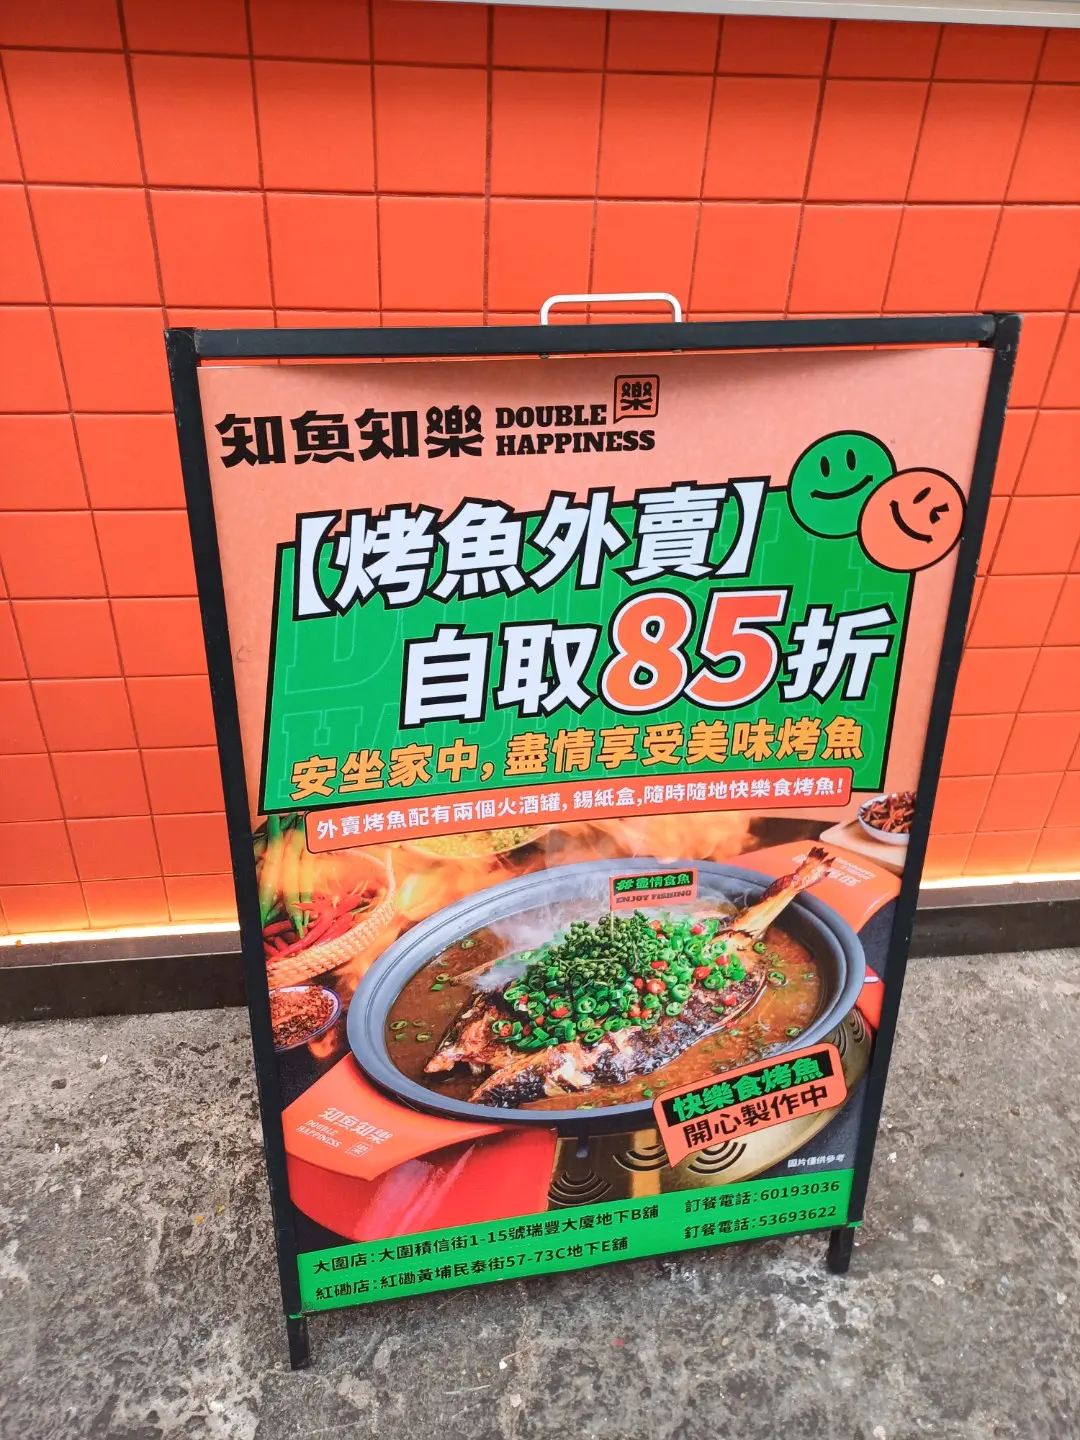 知魚知樂 DOUBLE HAPPINESS 樂
【烤魚外賣】
自取85折
安坐家中,盡情享受美味烤魚
外賣烤魚配有兩個火酒罐,錫紙盒,隨時隨地快樂食烤魚!
盡情食魚
ENJOY FISHING
快樂食烤魚
開心製作中
知魚知樂
DOUBLE
HAPPINESS 樂
圖片僅供參考
大圍店:大圍積信街1-15號瑞豐大廈地下B舖 訂餐電話:60193036
紅磡店:紅磡黃埔民泰街57-73C地下E舖 訂餐電話:53693622